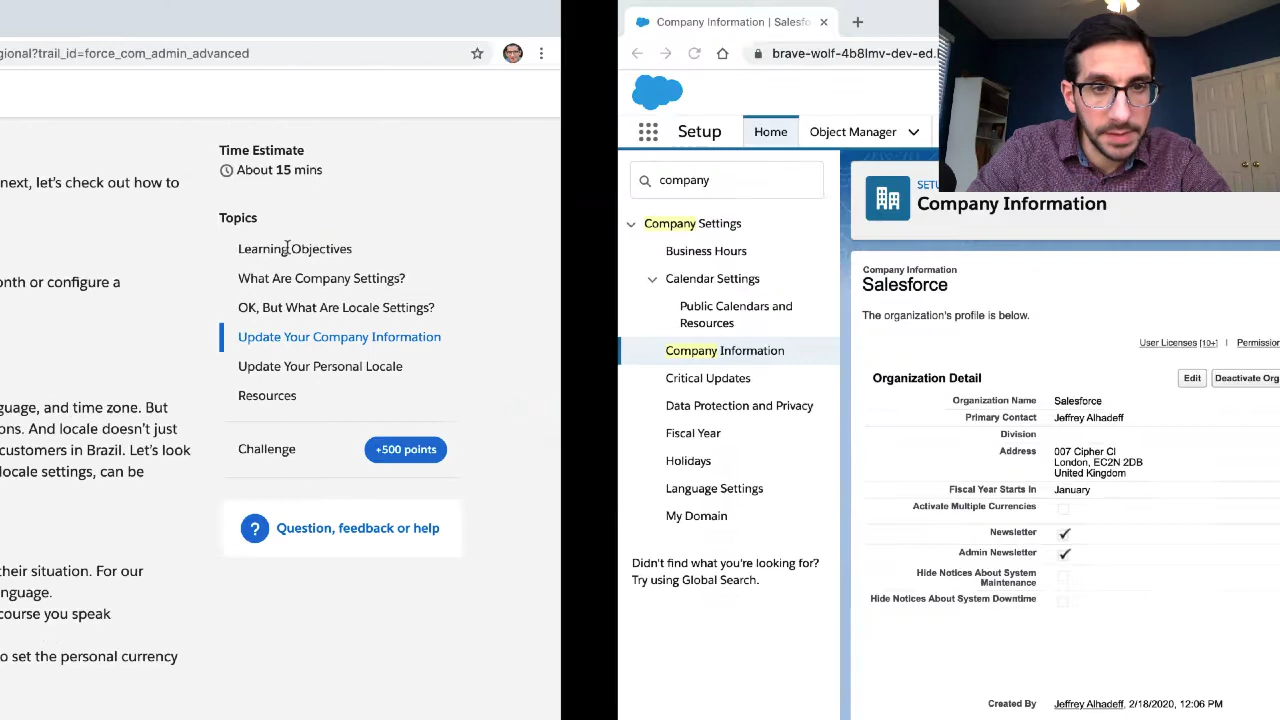 gional?trail_id=force_com_admin_advanced
next, let's check out how to
onth or configure a
guage, and time zone. But
ons. And locale doesn't just
customers in Brazil. Let's look
locale settings, can be
their situation. For our
nguage.
course you speak
o set the personal currency
Time Estimate
About 15 mins
Topics
Learning Objectives
What Are Company Settings?
OK, But What Are Locale Settings?
Update Your Company Information
Update Your Personal Locale
Resources
Challenge
+500 points
? Question, feedback or help
Company Information | Salesfo
brave-wolf-4b8lmv-dev-ed.
Setup
Home
Object Manager
company
Company Settings
Business Hours
Calendar Settings
Public Calendars and
Resources
Company Information
Critical Updates
Data Protection and Privacy
Fiscal Year
Holidays
Language Settings
My Domain
Didn't find what you're looking for?
Try using Global Search.
SETU
Company Information
Company Information
Salesforce
The organization's profile is below.
User Licenses [10+] | Permission
Organization Detail
Edit
Deactivate Org
Organization Name Salesforce
Primary Contact Jeffrey Alhadeff
Division
Address 007 Cipher Cl
London, EC2N 2DB
United Kingdom
Fiscal Year Starts In January
Activate Multiple Currencies
Newsletter
Admin Newsletter
Hide Notices About System
Maintenance
Hide Notices About System Downtime
Created By Jeffrey Alhadeff, 2/18/2020, 12:06 PM